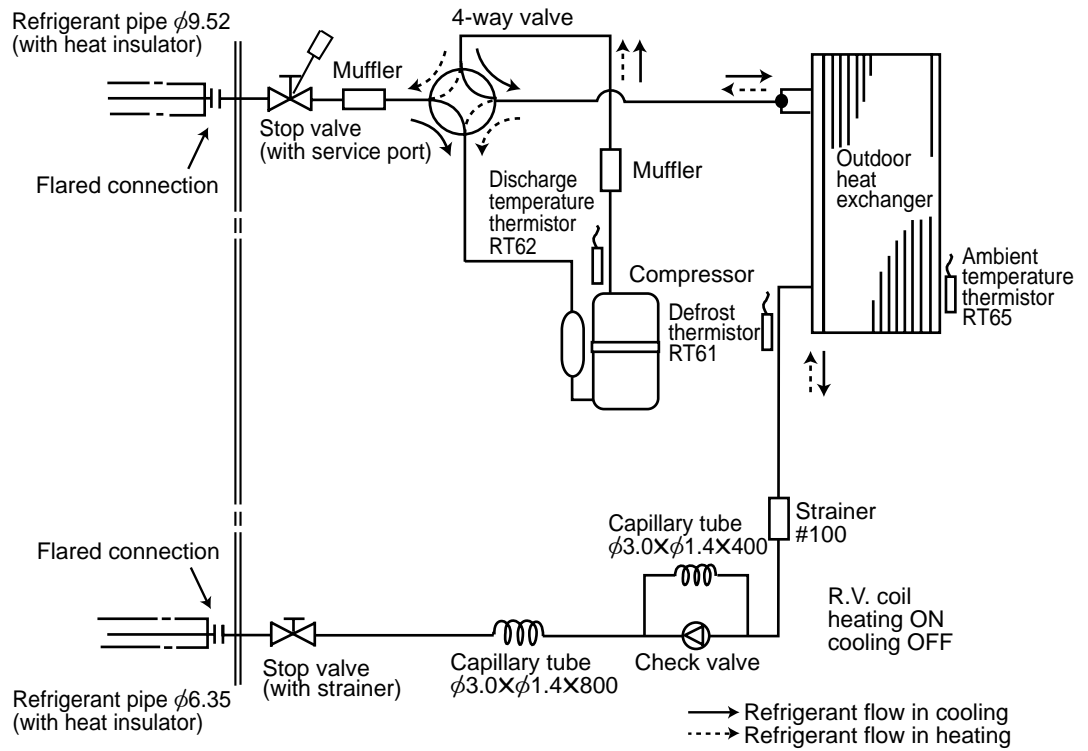 Refrigerant pipe ϕ9.52
(with heat insulator)
4-way valve
Muffler
Stop valve
(with service port)
Flared connection
Discharge
temperature
thermistor
RT62
Muffler
Outdoor
heat
exchanger
Compressor
Defrost
thermistor
RT61
Ambient
temperature
thermistor
RT65
Strainer
#100
Capillary tube
ϕ3.0×ϕ1.4×400
Flared connection
R.V. coil
heating ON
cooling OFF
Stop valve
(with strainer)
Capillary tube
ϕ3.0×ϕ1.4×800
Check valve
Refrigerant pipe ϕ6.35
(with heat insulator)
Refrigerant flow in cooling
Refrigerant flow in heating